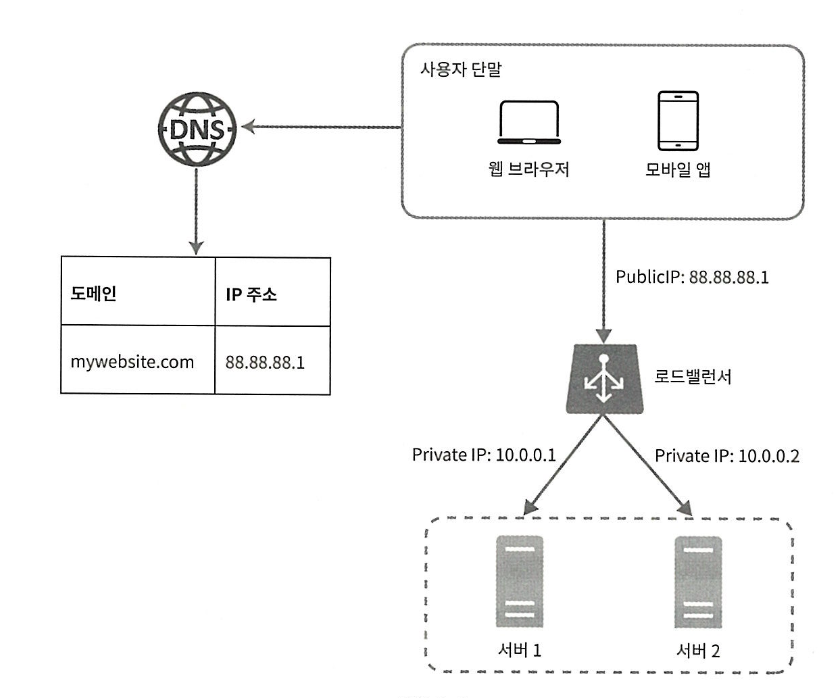 사용자 단말
DNS
웹 브라우저
모바일 앱
PublicIP: 88.88.88.1
도메인
IP 주소
mywebsite.com
88.88.88.1
로드밸런서
Private IP: 10.0.0.1
Private IP: 10.0.0.2
서버 1
서버 2